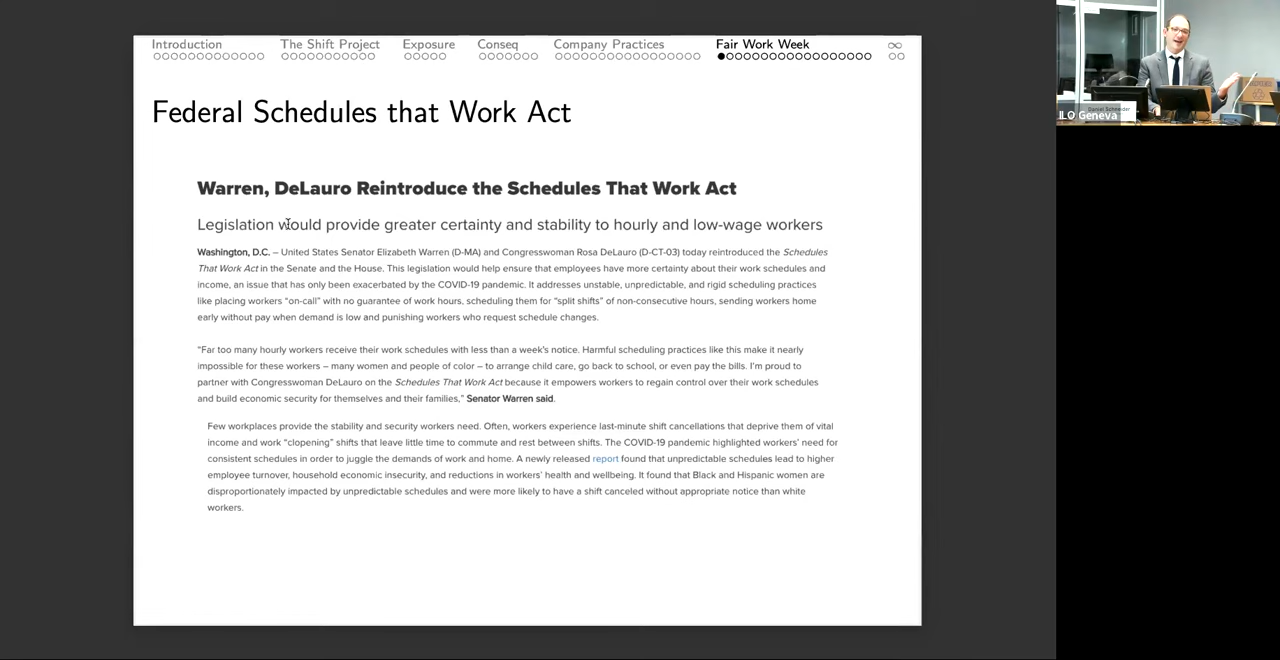 Introduction The Shift Project Exposure Conseq Company Practices Fair Work Week
Federal Schedules that Work Act
Warren, DeLauro Reintroduce the Schedules That Work Act
Legislation would provide greater certainty and stability to hourly and low-wage workers
Washington, D.C. – United States Senator Elizabeth Warren (D-MA) and Congresswoman Rosa DeLauro (D-CT-03) today reintroduced the Schedules
That Work Act in the Senate and the House. This legislation would help ensure that employees have more certainty about their work schedules and
income, an issue that has only been exacerbated by the COVID-19 pandemic. It addresses unstable, unpredictable, and rigid scheduling practices
like placing workers “on-call” with no guarantee of work hours, scheduling them for “split shifts” of non-consecutive hours, sending workers home
early without pay when demand is low and punishing workers who request schedule changes.
“Far too many hourly workers receive their work schedules with less than a week’s notice. Harmful scheduling practices like this make it nearly
impossible for these workers – many women and people of color – to arrange child care, go back to school, or even pay the bills. I’m proud to
partner with Congresswoman DeLauro on the Schedules That Work Act because it empowers workers to regain control over their work schedules
and build economic security for themselves and their families,” Senator Warren said.
Few workplaces provide the stability and security workers need. Often, workers experience last-minute shift cancellations that deprive them of vital
income and work “clopening” shifts that leave little time to commute and rest between shifts. The COVID-19 pandemic highlighted workers’ need for
consistent schedules in order to juggle the demands of work and home. A newly released report found that unpredictable schedules lead to higher
employee turnover, household economic insecurity, and reductions in workers’ health and wellbeing. It found that Black and Hispanic women are
disproportionately impacted by unpredictable schedules and were more likely to have a shift canceled without appropriate notice than white
workers.
Daniel Schneider
ILO Geneva